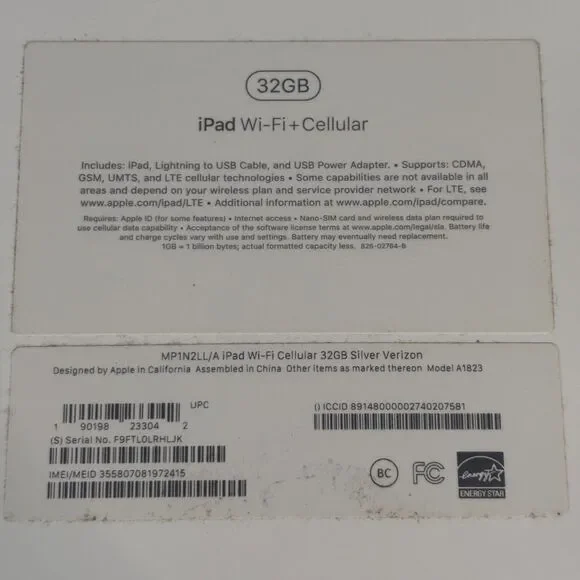 32GB
iPad Wi-Fi + Cellular
Includes: iPad, Lightning to USB Cable, and USB Power Adapter. • Supports: CDMA,
GSM, UMTS, and LTE cellular technologies • Some capabilities are not available in all
areas and depend on your wireless plan and service provider network • For LTE, see
www.apple.com/ipad/LTE • Additional information at www.apple.com/ipad/compare.
Requires: Apple ID (for some features) • Internet access • Nano-SIM card and wireless data plan required to
use cellular data capability • Acceptance of the software license terms at www.apple.com/legal/sla. Battery life
and charge cycles vary with use and settings. Battery may eventually need replacement.
1GB = 1 billion bytes; actual formatted capacity less. 826-02764-B
MP1N2LL/A iPad Wi-Fi Cellular 32GB Silver Verizon
Designed by Apple in California Assembled in China Other items as marked thereon Model A1823
UPC
1 90198 23304 2
() ICCID 89148000002740207581
(S) Serial No. F9FTL0LRHLJK
IMEI/MEID 355807081972415
BC
FC
energy
ENERGY STAR